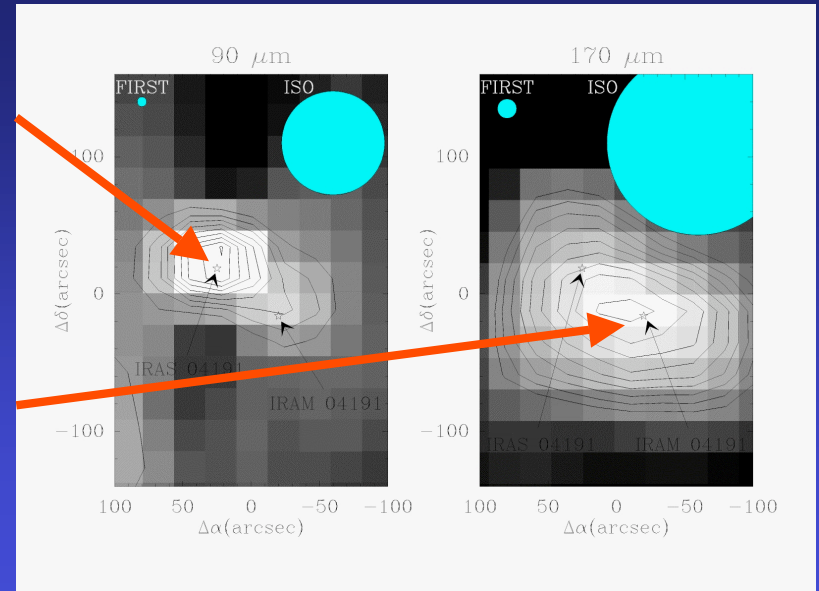 90 μm
FIRST ISO
100
0
−100
Δδ(arcsec)
IRAS 04191
IRAM 04191
100 50 0 −50 −100
Δα(arcsec)
170 μm
FIRST ISO
100
0
−100
Δδ(arcsec)
IRAS 04191 IRAM 04191
100 50 0 −50 −100
Δα(arcsec)